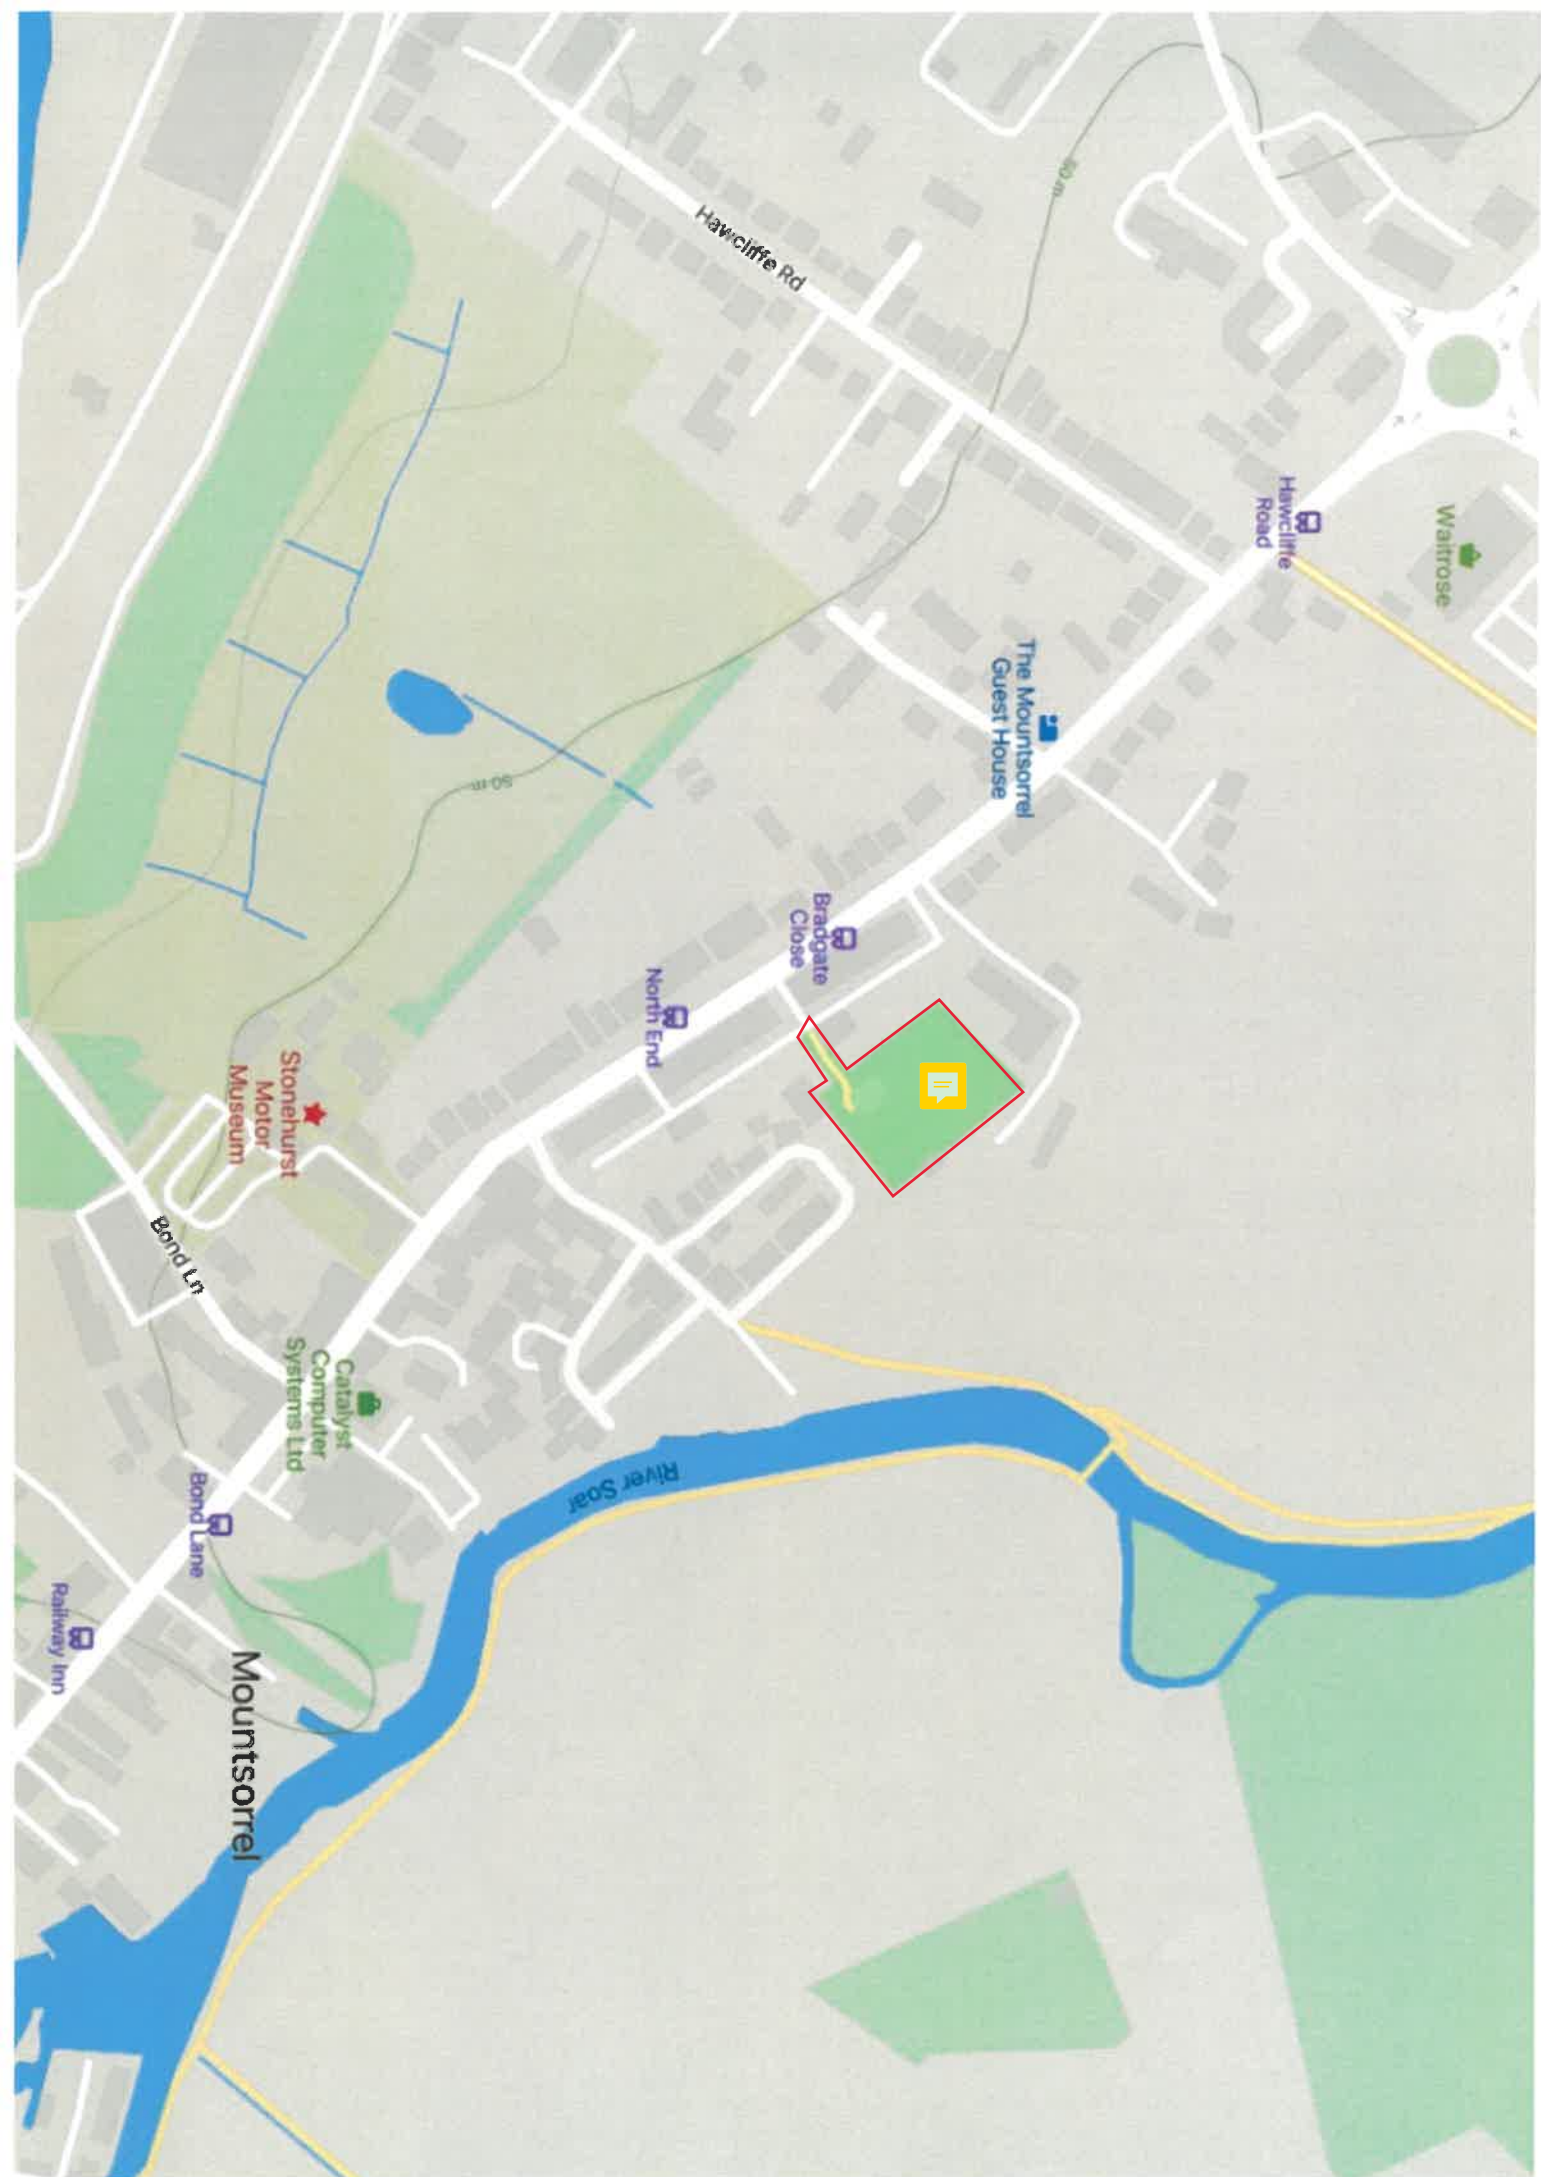 50 m
Hawcliffe Rd
Hawcliffe
Road
Waitrose
The Mountsorrel
Guest House
50 m
Bradgate
Close
North End
Stonehurst
Motor
Museum
Bond Ln
Catalyst
Computer
Systems Ltd
River Soar
Bond Lane
Railway Inn
Mountsorrel